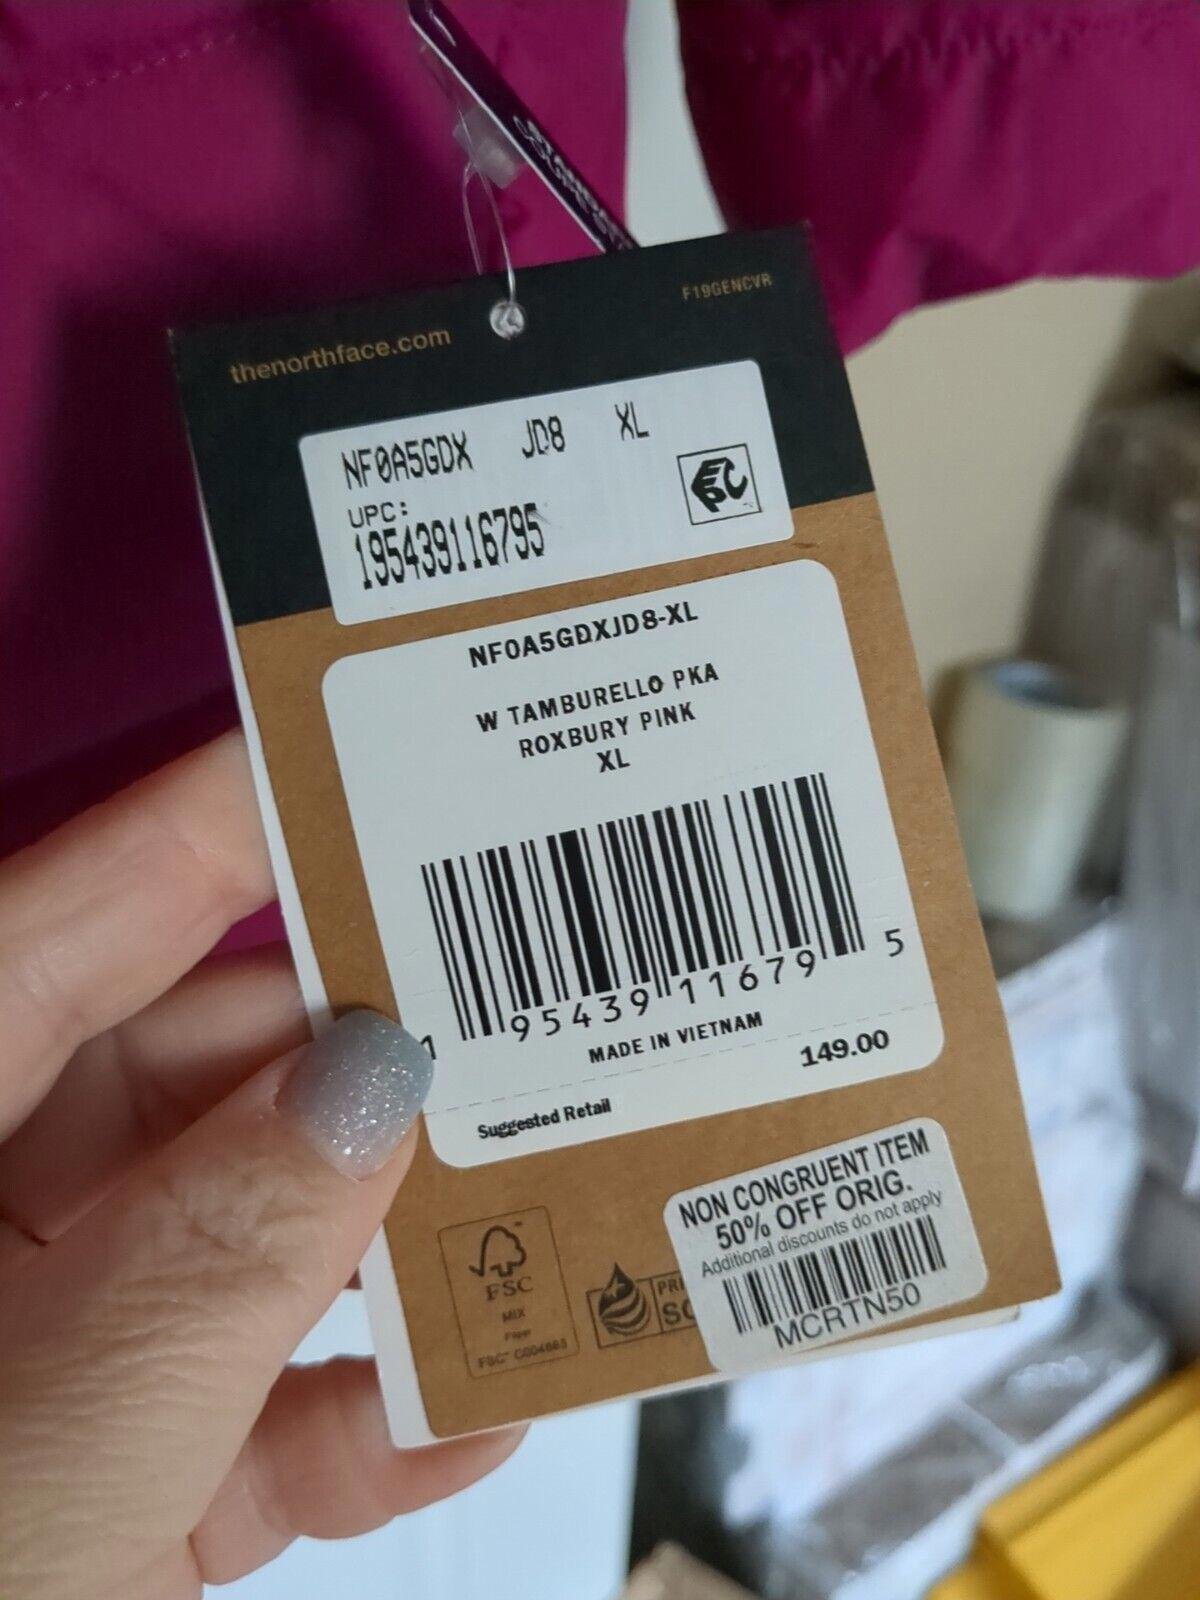 thenorthface.com
F19GENCVR
NF0A5GDX JD8 XL
UPC:
195439116795
EPC
NF0A5GDXJD8-XL
W TAMBURELLO PKA
ROXBURY PINK
XL
1 95439 11679 5
MADE IN VIETNAM
149.00
Suggested Retail
NON CONGRUENT ITEM
50% OFF ORIG.
Additional discounts do not apply
MCRTN50
FSC
MIX